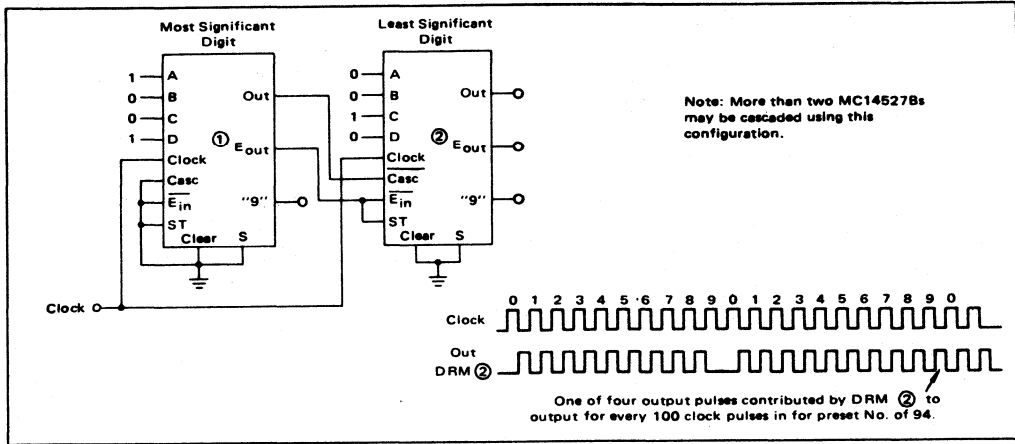 Most Significant
Digit
1 A
0 B
0 C
1 D
Clock
Casc
E̅i̅n̅
ST
Clear S
Out
①
Eout
"9"
Least Significant
Digit
0 A
0 B
1 C
0 D
Clock
C̅a̅s̅c̅
E̅i̅n̅
ST
Clear S
Out
②
Eout
"9"
Note: More than two MC14527Bs
may be cascaded using this
configuration.
Clock
0 1 2 3 4 5 6 7 8 9 0 1 2 3 4 5 6 7 8 9 0
Clock
Out
DRM ②
One of four output pulses contributed by DRM ② to
output for every 100 clock pulses in for preset No. of 94.